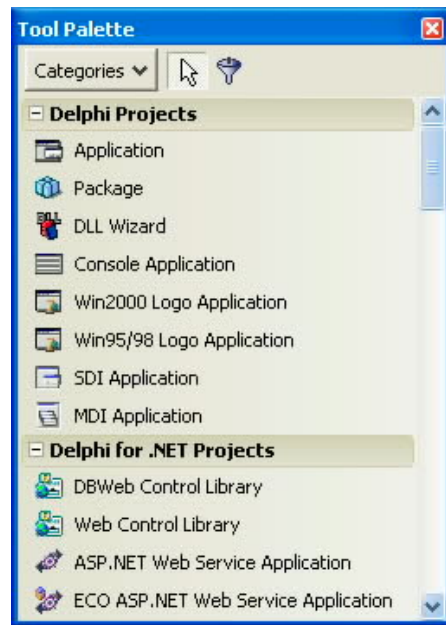 Tool Palette
Categories
Delphi Projects
Application
Package
DLL Wizard
Console Application
Win2000 Logo Application
Win95/98 Logo Application
SDI Application
MDI Application
Delphi for .NET Projects
DBWeb Control Library
Web Control Library
ASP.NET Web Service Application
ECO ASP.NET Web Service Application